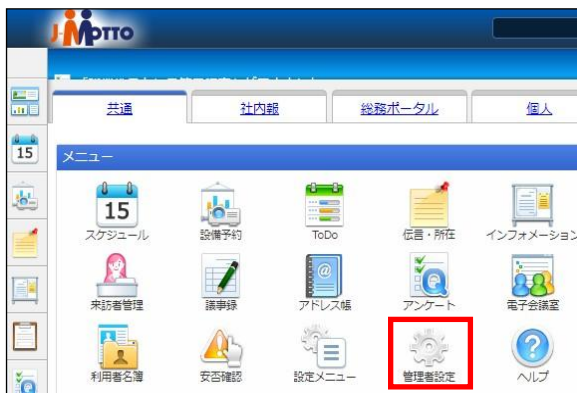 J-MOTTO
共通
社内報
総務ポータル
個人
15
メニュー
15
スケジュール
設備予約
ToDo
伝言・所在
インフォメーション
来訪者管理
議事録
アドレス帳
アンケート
電子会議室
利用者名簿
安否確認
設定メニュー
管理者設定
ヘルプ